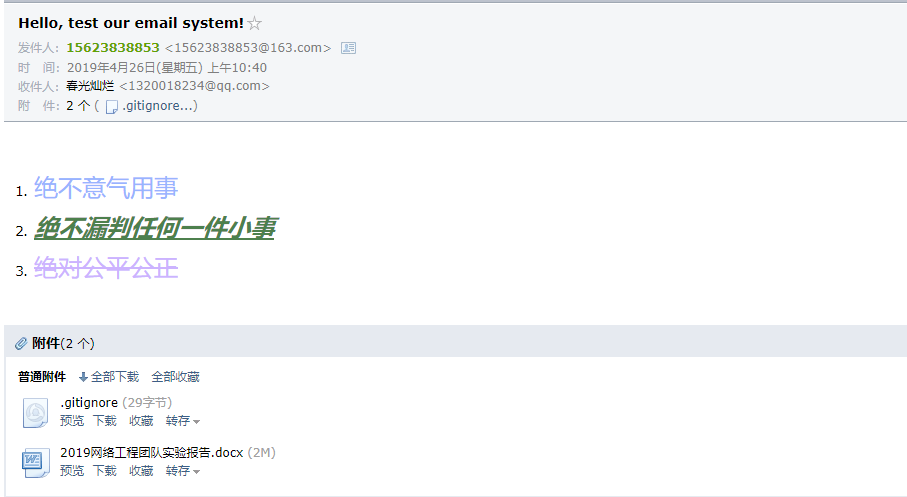 Hello, test our email system!
发件人：15623838853 <15623838853@163.com>
时　间：2019年4月26日(星期五) 上午10:40
收件人：春光灿烂 <1320018234@qq.com>
附　件：2 个 ( .gitignore...)
1. 绝不意气用事
2. 绝不漏判任何一件小事
3. 绝对公平公正
附件(2 个)
普通附件 全部下载 全部收藏
.gitignore (29字节)
预览 下载 收藏 转存
2019网络工程团队实验报告.docx (2M)
预览 下载 收藏 转存